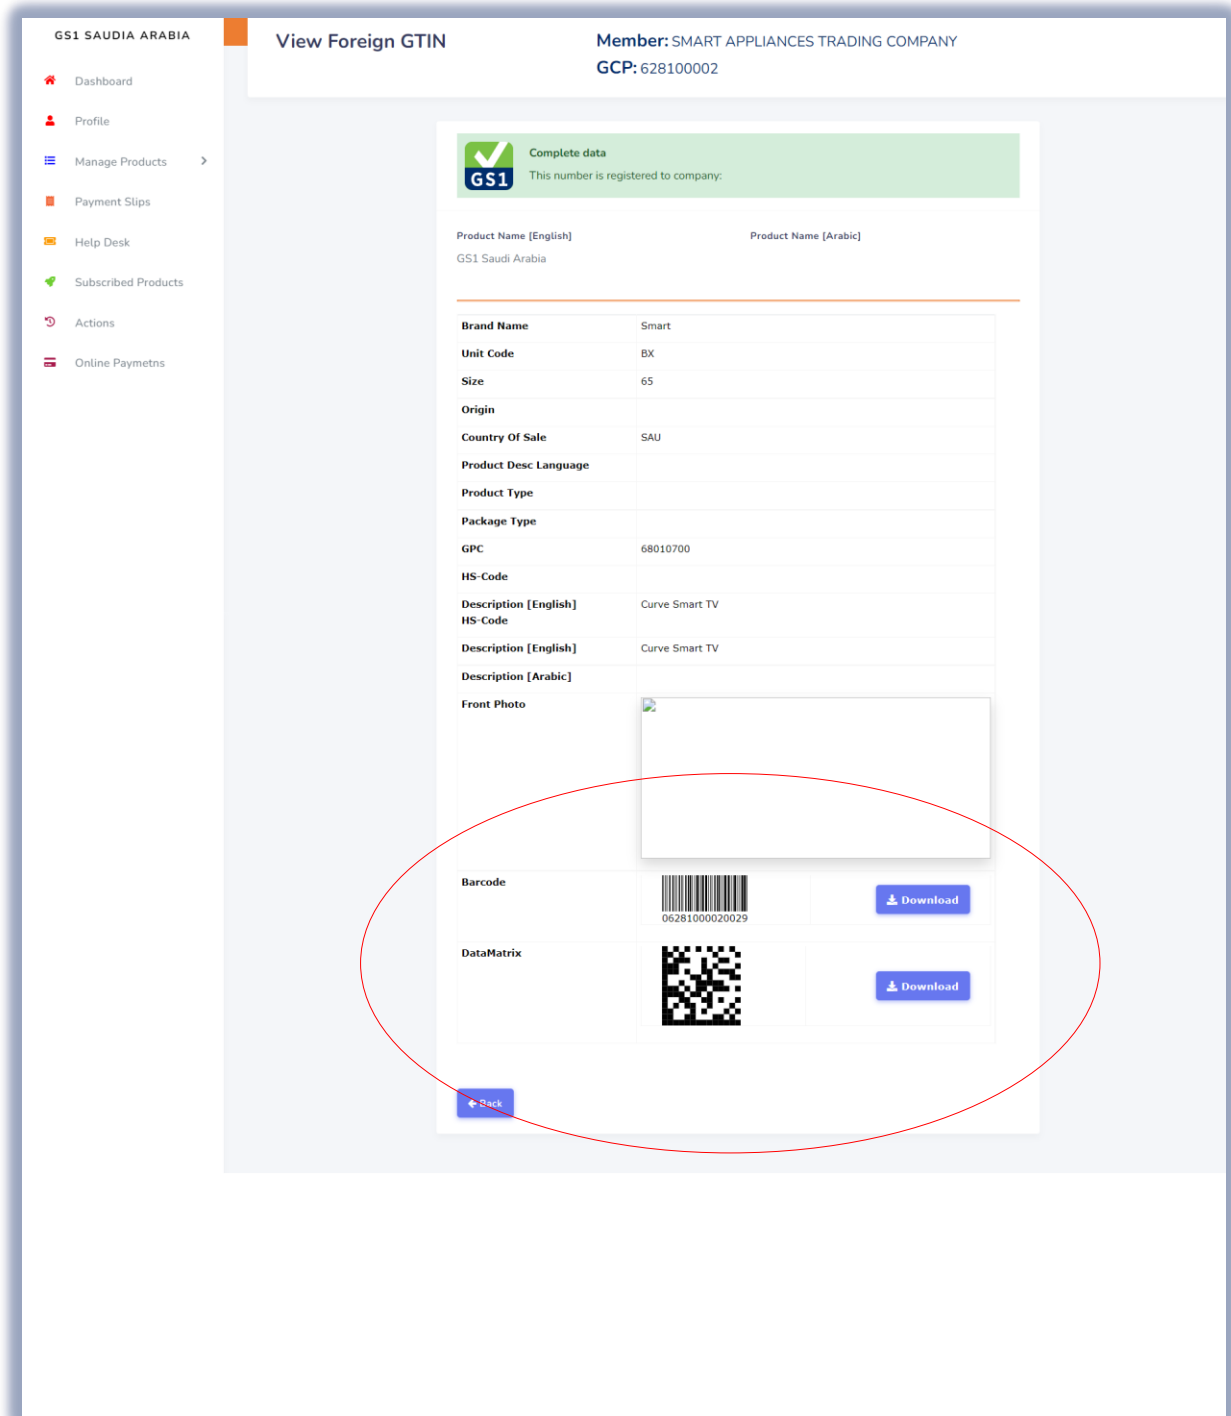 GS1 SAUDIA ARABIA
Dashboard
Profile
Manage Products
Payment Slips
Help Desk
Subscribed Products
Actions
Online Paymetns
View Foreign GTIN
Member: SMART APPLIANCES TRADING COMPANY
GCP: 628100002
GS1
Complete data
This number is registered to company:
Product Name [English] Product Name [Arabic]
GS1 Saudi Arabia
Brand Name Smart
Unit Code BX
Size 65
Origin
Country Of Sale SAU
Product Desc Language
Product Type
Package Type
GPC 68010700
HS-Code
Description [English] Curve Smart TV
HS-Code
Description [English] Curve Smart TV
Description [Arabic]
Front Photo
Barcode Download
06281000020029
DataMatrix Download
Back